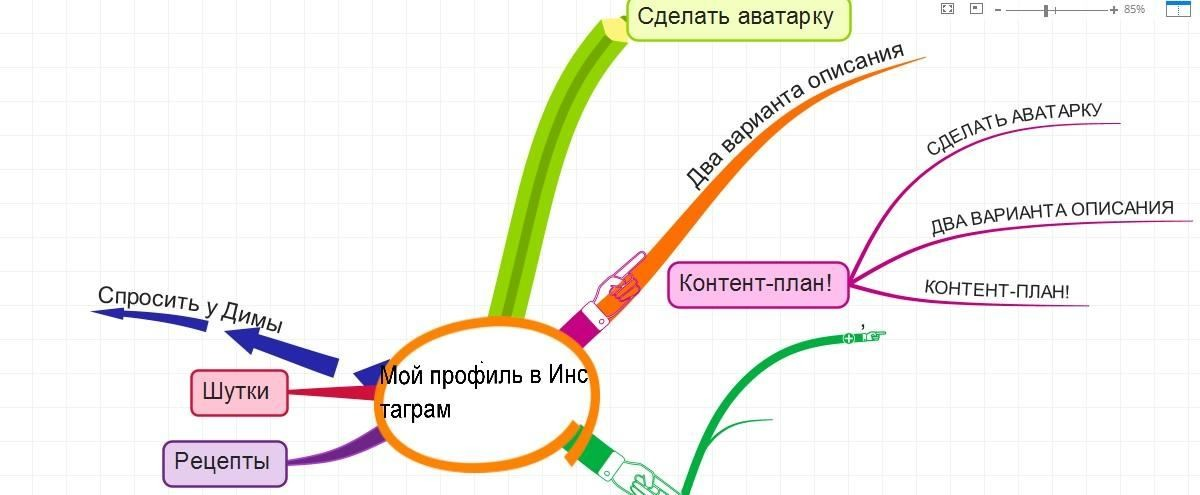 Сделать аватарку
85%
Два варианта описания
СДЕЛАТЬ АВАТАРКУ
ДВА ВАРИАНТА ОПИСАНИЯ
Контент-план!
КОНТЕНТ-ПЛАН!
Спросить у Димы
,
Мой профиль в Инс
таграм
Шутки
Рецепты